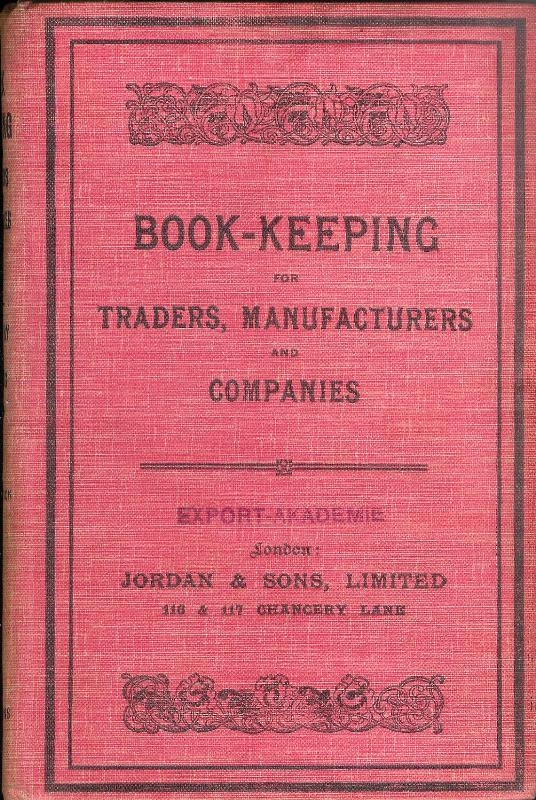 BOOK-KEEPING
FOR
TRADERS, MANUFACTURERS
AND
COMPANIES
EXPORT-AKADEMIE
London:
JORDAN & SONS, LIMITED
116 & 117 CHANCERY LANE